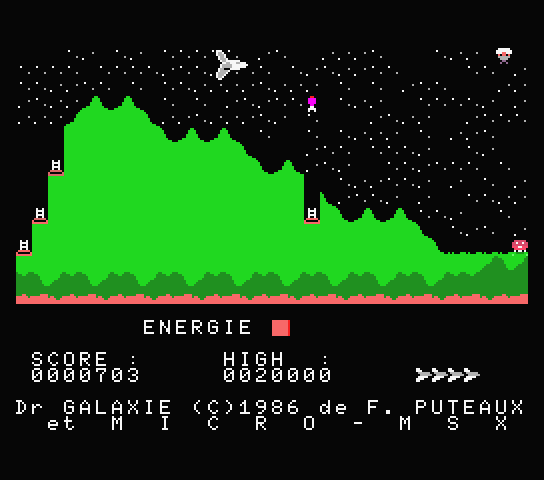 ENERGIE
SCORE : HIGH :
0000703 0020000
Dr GALAXIE (C)1986 de F. PUTEAUX
et M I C R O - M S X